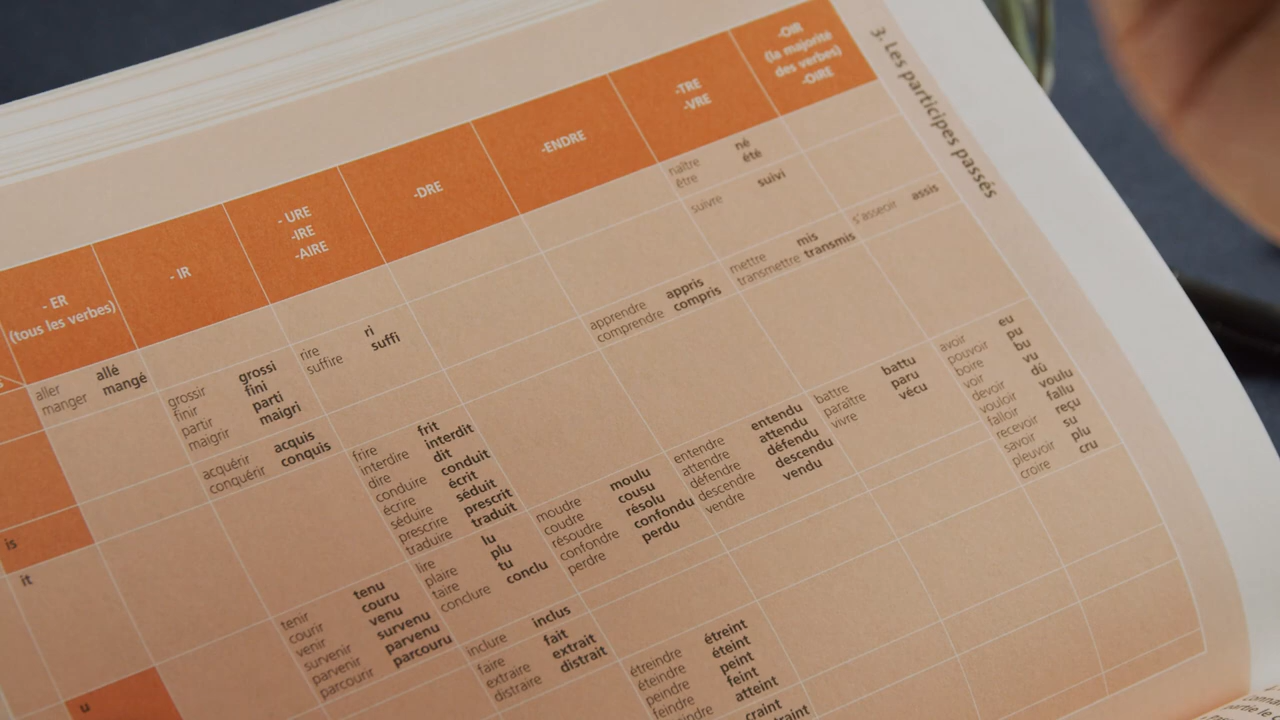 3. Les participes passés
- ER
(tous les verbes)
- IR
- URE
-IRE
-AIRE
-DRE
-ENDRE
-TRE
-VRE
-OIR
(la majorité
des verbes)
-OIRE
aller allé
manger mangé
grossir grossi
finir fini
partir parti
maigrir maigri
rire ri
suffire suffi
naître né
être été
suivre suivi
acquérir acquis
conquérir conquis
apprendre appris
comprendre compris
mettre mis
transmettre transmis
s'asseoir assis
is
it
frire frit
interdire interdit
dire dit
conduire conduit
écrire écrit
séduire séduit
prescrire prescrit
traduire traduit
u
tenir tenu
courir couru
venir venu
survenir survenu
parvenir parvenu
parcourir parcouru
lire lu
plaire plu
taire tu
conclure conclu
moudre moulu
coudre cousu
résoudre résolu
confondre confondu
perdre perdu
entendre entendu
attendre attendu
défendre défendu
descendre descendu
vendre vendu
battre battu
paraître paru
vivre vécu
avoir eu
pouvoir pu
boire bu
voir vu
devoir dû
vouloir voulu
falloir fallu
recevoir reçu
savoir su
pleuvoir plu
croire cru
inclure inclus
faire fait
extraire extrait
distraire distrait
étreindre étreint
éteindre éteint
peindre peint
feindre feint
atteint
craint